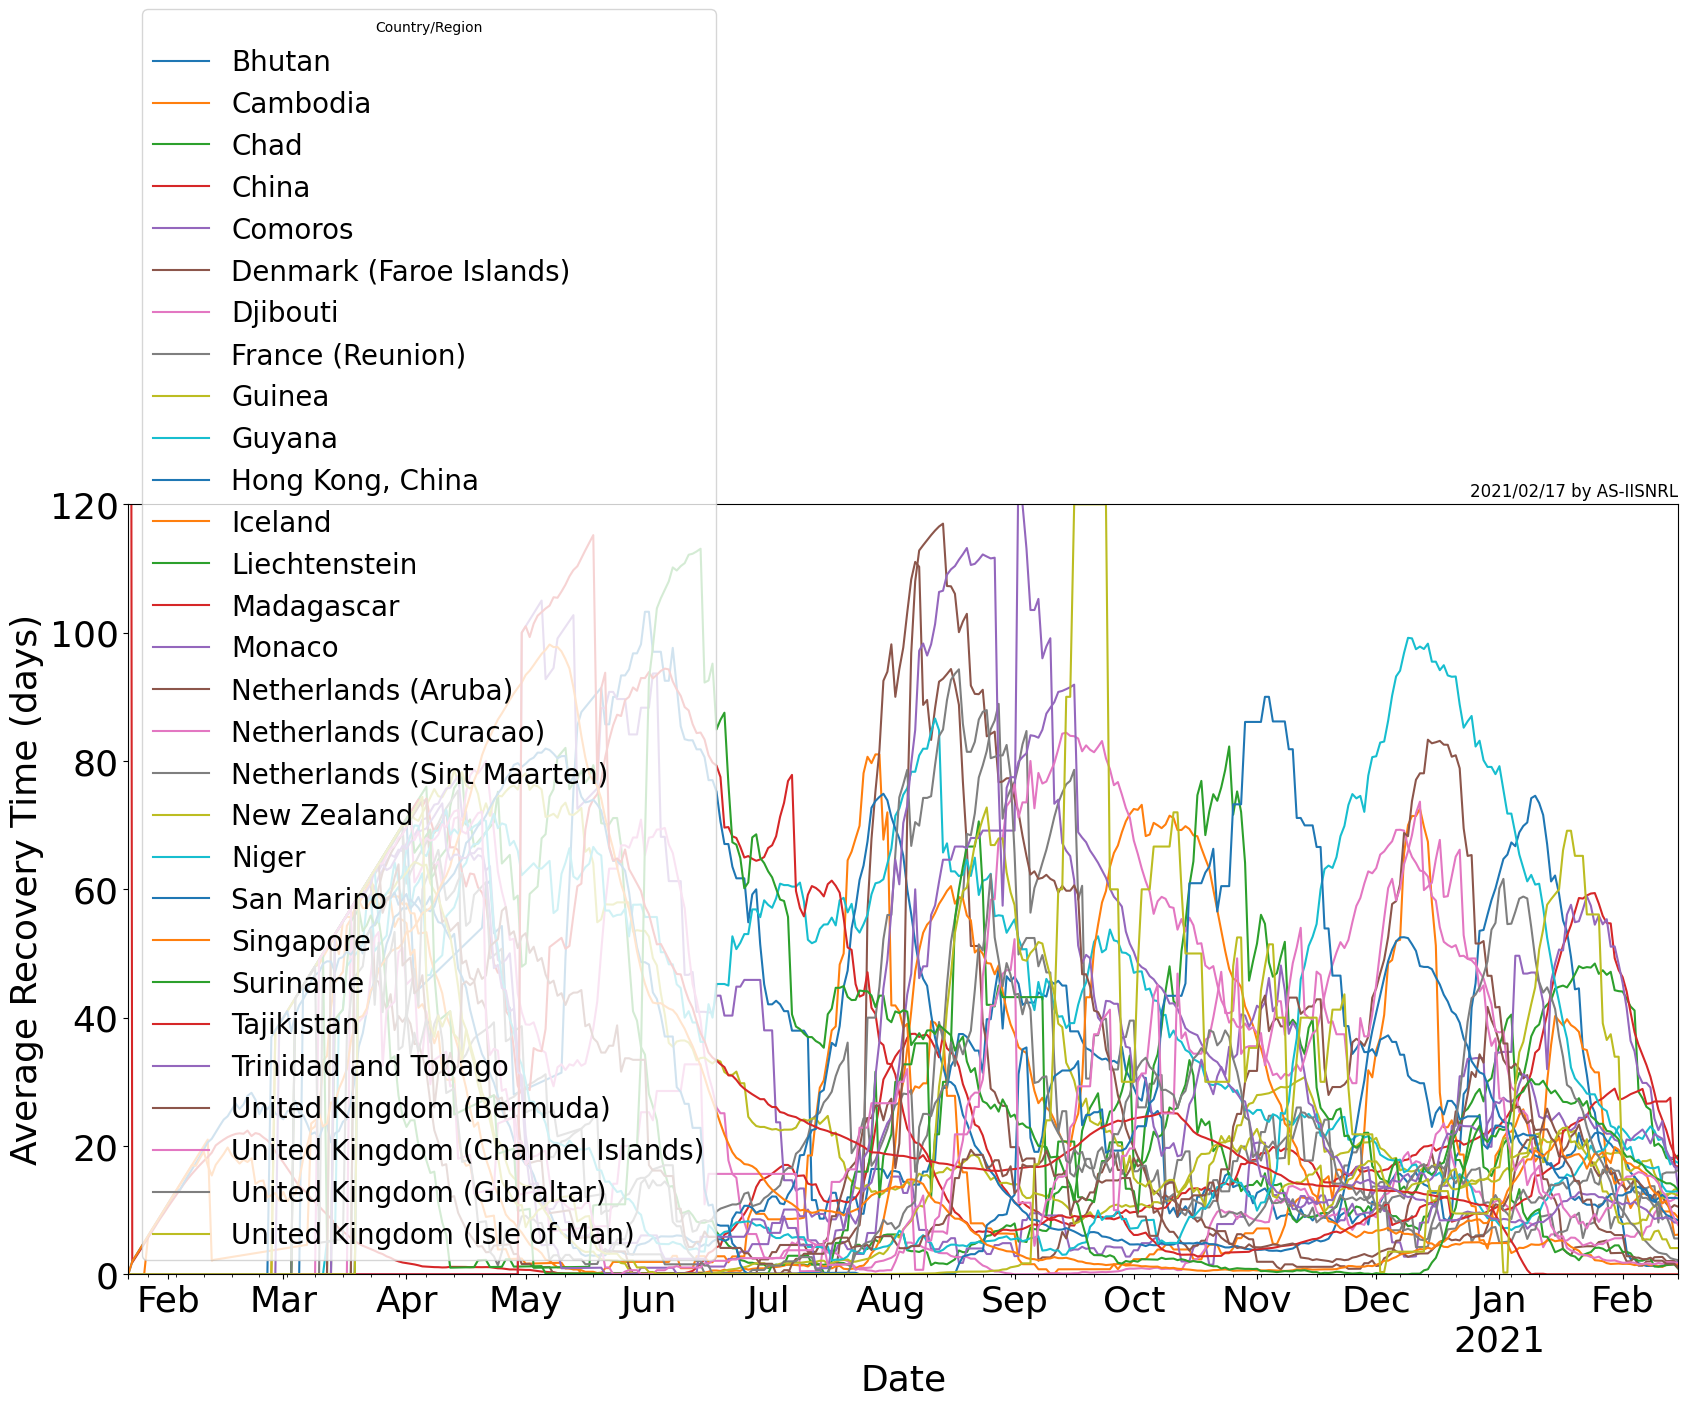 Country/Region
Bhutan
Cambodia
Chad
China
Comoros
Denmark (Faroe Islands)
Djibouti
France (Reunion)
Guinea
Guyana
Hong Kong, China
Iceland
Liechtenstein
Madagascar
Monaco
Netherlands (Aruba)
Netherlands (Curacao)
Netherlands (Sint Maarten)
New Zealand
Niger
San Marino
Singapore
Suriname
Tajikistan
Trinidad and Tobago
United Kingdom (Bermuda)
United Kingdom (Channel Islands)
United Kingdom (Gibraltar)
United Kingdom (Isle of Man)
2021/02/17 by AS-IISNRL
Average Recovery Time (days)
120
100
80
60
40
20
0
Feb Mar Apr May Jun Jul Aug Sep Oct Nov Dec Jan Feb
2021
Date